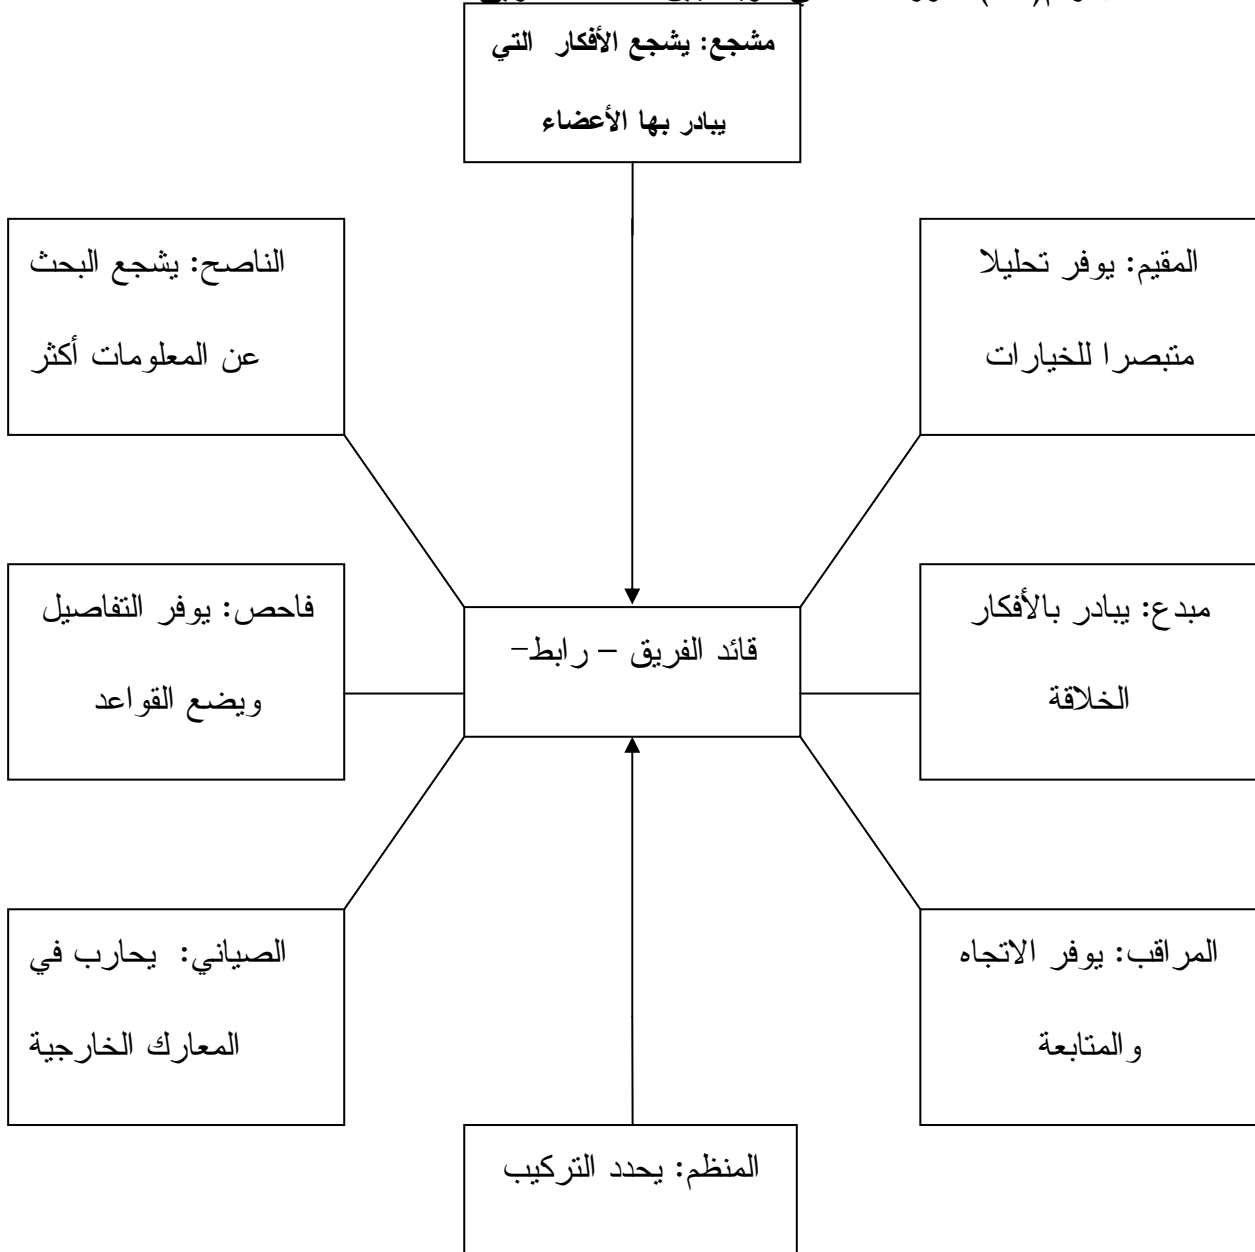 مشجع: يشجع الأفكار التي
يبادر بها الأعضاء
المقيم: يوفر تحليلا
متبصرا للخيارات
الناصح: يشجع البحث
عن المعلومات أكثر
مبدع: يبادر بالأفكار
الخلاقة
قائد الفريق – رابط-
فاحص: يوفر التفاصيل
ويضع القواعد
المراقب: يوفر الاتجاه
والمتابعة
الصياني: يحارب في
المعارك الخارجية
المنظم: يحدد التركيب